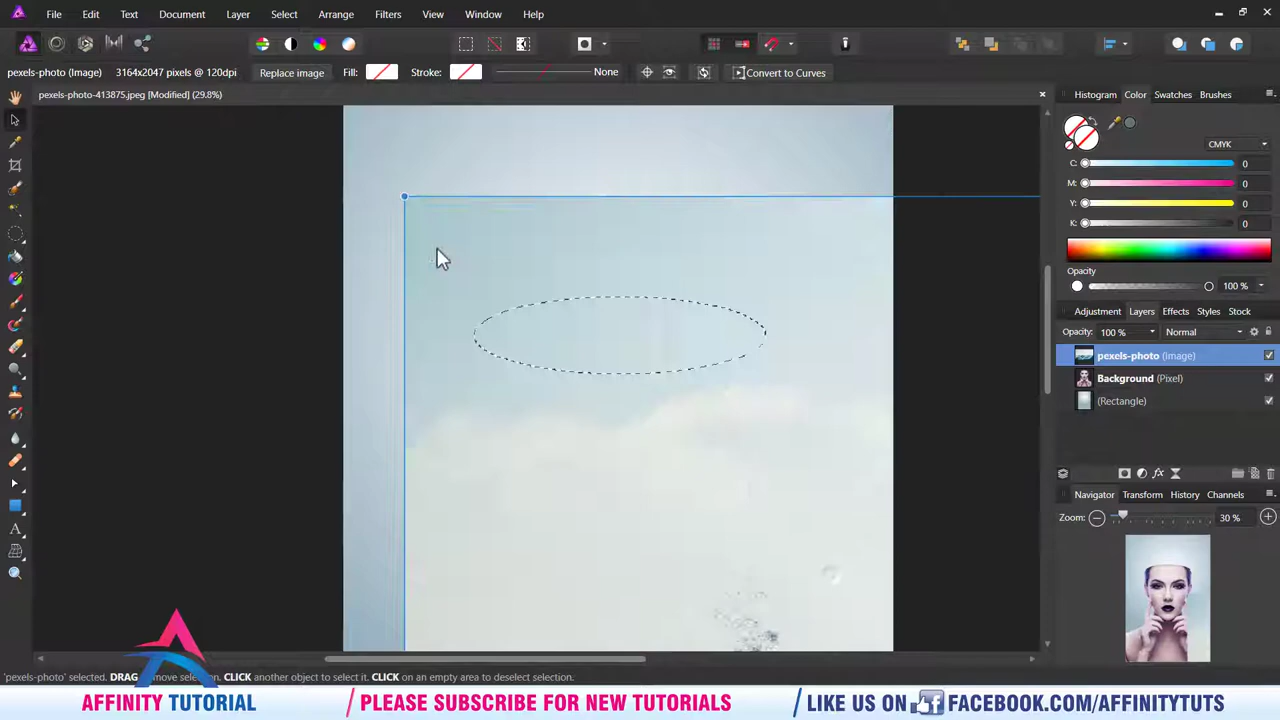 File Edit Text Document Layer Select Arrange Filters View Window Help
pexels-photo (Image) 3164x2047 pixels @ 120dpi Replace image Fill: Stroke: None Convert to Curves
pexels-photo-413875.jpeg [Modified] (29.8%)
Histogram Color Swatches Brushes
CMYK
C: 0
M: 0
Y: 0
K: 0
Opacity
100 %
Adjustment Layers Effects Styles Stock
Opacity: 100 % Normal
pexels-photo (Image)
Background (Pixel)
(Rectangle)
Navigator Transform History Channels
Zoom: 30 %
'pexels-photo' selected. DRAG move selection. CLICK another object to select it. CLICK on an empty area to deselect selection.
AFFINITY TUTORIAL / PLEASE SUBSCRIBE FOR NEW TUTORIALS / LIKE US ON FACEBOOK.COM/AFFINITYTUTS